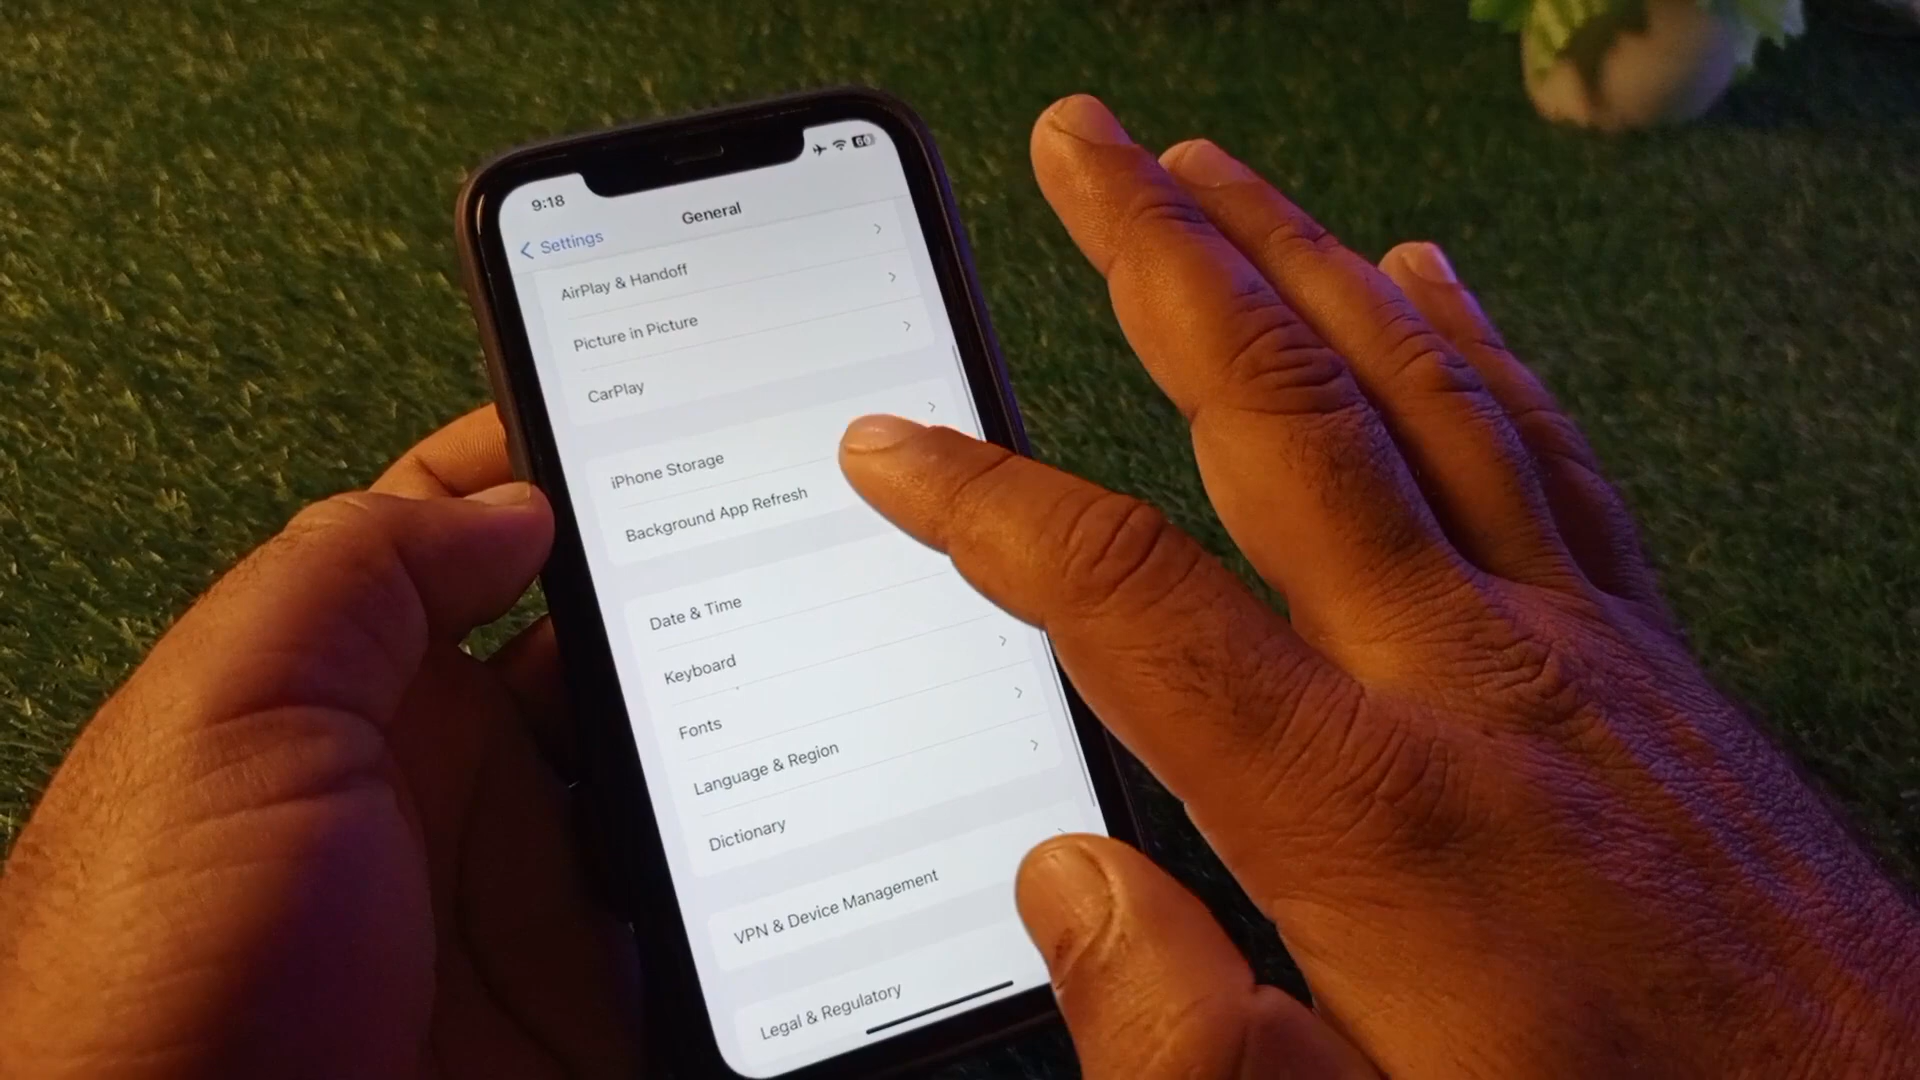 9:18
60
Settings
General
AirPlay & Handoff
Picture in Picture
CarPlay
iPhone Storage
Background App Refresh
Date & Time
Keyboard
Fonts
Language & Region
Dictionary
VPN & Device Management
Legal & Regulatory